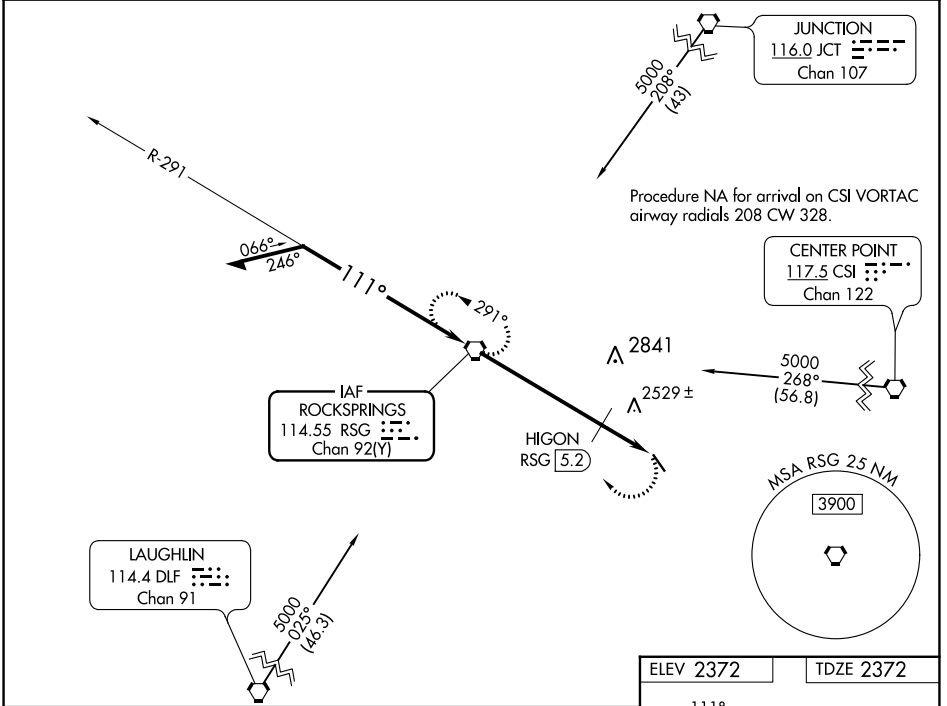 JUNCTION
116.0 JCT
Chan 107
5000
208°
(43)
R-291
Procedure NA for arrival on CSI VORTAC
airway radials 208 CW 328.
066°
246°
111°
291°
CENTER POINT
117.5 CSI
Chan 122
2841
5000
268°
(56.8)
2529 ±
IAF
ROCKSPRINGS
114.55 RSG
Chan 92(Y)
HIGON
RSG 5.2
MSA RSG 25 NM
3900
LAUGHLIN
114.4 DLF
Chan 91
5000
025°
(46.3)
ELEV 2372
TDZE 2372
111°